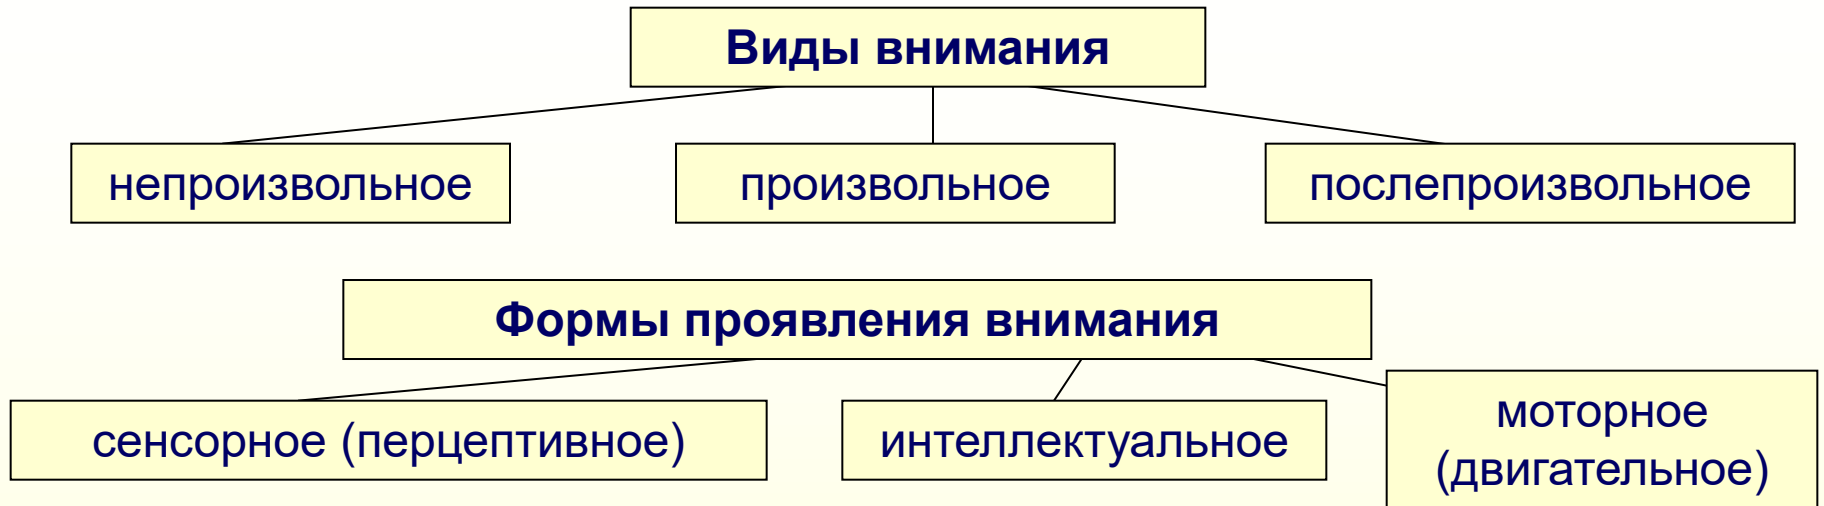 Виды внимания
непроизвольное
произвольное
послепроизвольное
Формы проявления внимания
сенсорное (перцептивное)
интеллектуальное
моторное
(двигательное)